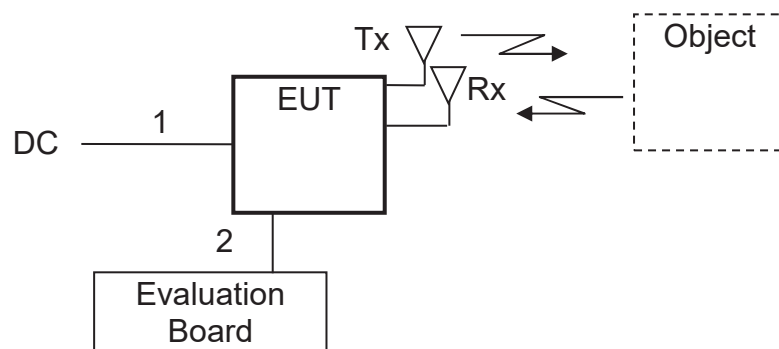 Tx
Object
EUT
Rx
1
DC
2
Evaluation
Board